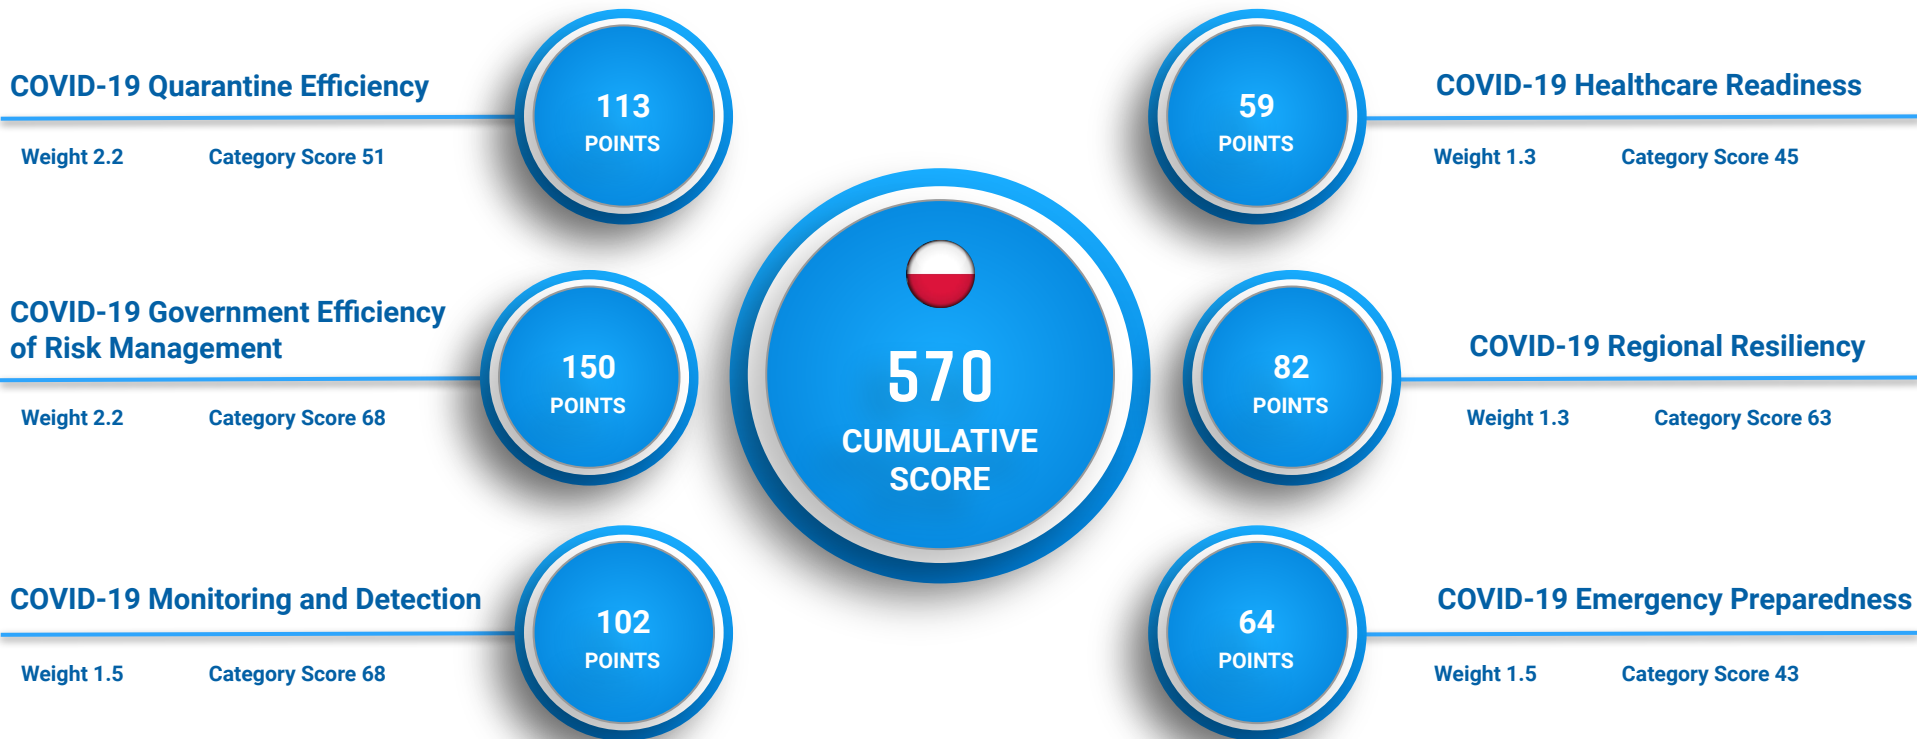 COVID-19 Quarantine Efficiency
Weight 2.2 Category Score 51
113
POINTS
COVID-19 Government Efficiency
of Risk Management
Weight 2.2 Category Score 68
150
POINTS
COVID-19 Monitoring and Detection
Weight 1.5 Category Score 68
102
POINTS
570
CUMULATIVE
SCORE
59
POINTS
COVID-19 Healthcare Readiness
Weight 1.3 Category Score 45
82
POINTS
COVID-19 Regional Resiliency
Weight 1.3 Category Score 63
64
POINTS
COVID-19 Emergency Preparedness
Weight 1.5 Category Score 43